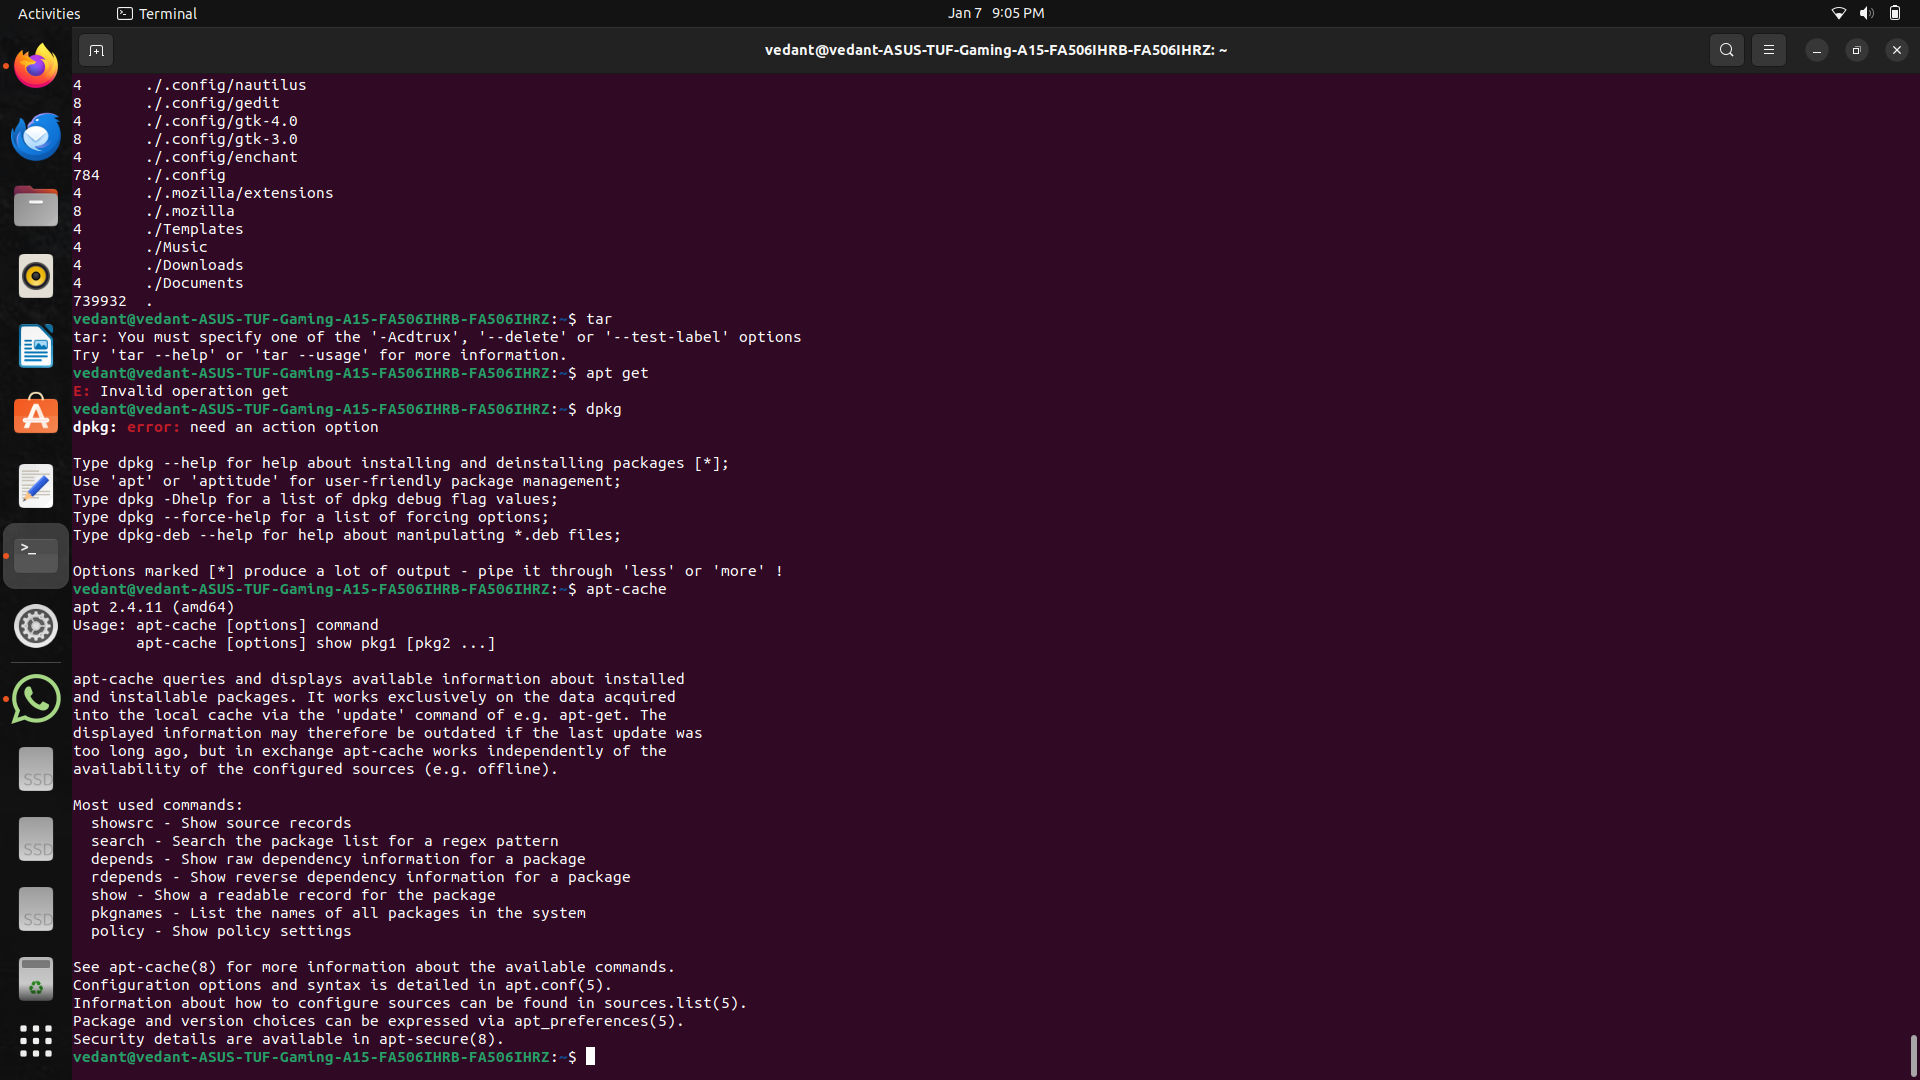 Activities
Terminal
Jan 7 9:05 PM
vedant@vedant-ASUS-TUF-Gaming-A15-FA506IHRB-FA506IHRZ: ~
4 ./.config/nautilus
8 ./.config/gedit
4 ./.config/gtk-4.0
8 ./.config/gtk-3.0
4 ./.config/enchant
784 ./.config
4 ./.mozilla/extensions
8 ./.mozilla
4 ./Templates
4 ./Music
4 ./Downloads
4 ./Documents
739932 .
vedant@vedant-ASUS-TUF-Gaming-A15-FA506IHRB-FA506IHRZ:~$ tar
tar: You must specify one of the '-Acdtrux', '--delete' or '--test-label' options
Try 'tar --help' or 'tar --usage' for more information.
vedant@vedant-ASUS-TUF-Gaming-A15-FA506IHRB-FA506IHRZ:~$ apt get
E: Invalid operation get
vedant@vedant-ASUS-TUF-Gaming-A15-FA506IHRB-FA506IHRZ:~$ dpkg
dpkg: error: need an action option

Type dpkg --help for help about installing and deinstalling packages [*];
Use 'apt' or 'aptitude' for user-friendly package management;
Type dpkg -Dhelp for a list of dpkg debug flag values;
Type dpkg --force-help for a list of forcing options;
Type dpkg-deb --help for help about manipulating *.deb files;

Options marked [*] produce a lot of output - pipe it through 'less' or 'more' !
vedant@vedant-ASUS-TUF-Gaming-A15-FA506IHRB-FA506IHRZ:~$ apt-cache
apt 2.4.11 (amd64)
Usage: apt-cache [options] command
apt-cache [options] show pkg1 [pkg2 ...]

apt-cache queries and displays available information about installed
and installable packages. It works exclusively on the data acquired
into the local cache via the 'update' command of e.g. apt-get. The
displayed information may therefore be outdated if the last update was
too long ago, but in exchange apt-cache works independently of the
availability of the configured sources (e.g. offline).

Most used commands:
showsrc - Show source records
search - Search the package list for a regex pattern
depends - Show raw dependency information for a package
rdepends - Show reverse dependency information for a package
show - Show a readable record for the package
pkgnames - List the names of all packages in the system
policy - Show policy settings

See apt-cache(8) for more information about the available commands.
Configuration options and syntax is detailed in apt.conf(5).
Information about how to configure sources can be found in sources.list(5).
Package and version choices can be expressed via apt_preferences(5).
Security details are available in apt-secure(8).
vedant@vedant-ASUS-TUF-Gaming-A15-FA506IHRB-FA506IHRZ:~$
SSD
SSD
SSD